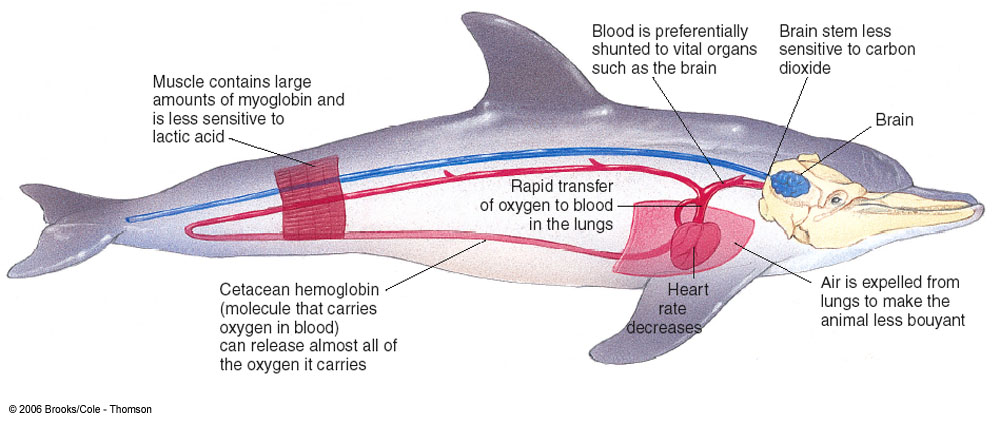 Blood is preferentially
shunted to vital organs
such as the brain
Brain stem less
sensitive to carbon
dioxide
Muscle contains large
amounts of myoglobin and
is less sensitive to
lactic acid
Brain
Rapid transfer
of oxygen to blood
in the lungs
Cetacean hemoglobin
(molecule that carries
oxygen in blood)
can release almost all of
the oxygen it carries
Heart
rate
decreases
Air is expelled from
lungs to make the
animal less bouyant
© 2006 Brooks/Cole - Thomson